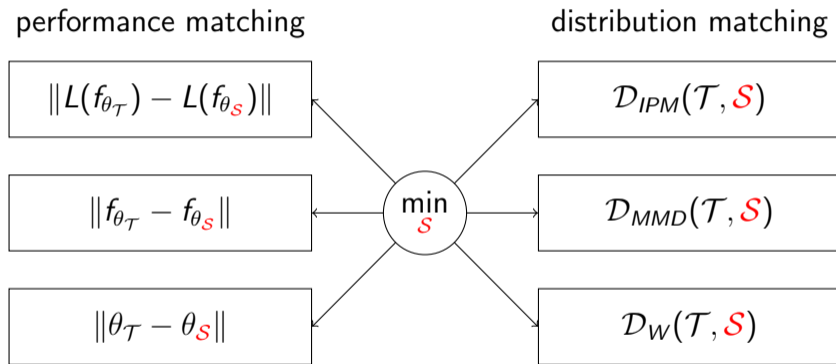 performance matching
distribution matching
‖L(f_{θ_𝒯}) − L(f_{θ_𝒮})‖
𝒟_{IPM}(𝒯, 𝒮)
‖f_{θ_𝒯} − f_{θ_𝒮}‖
min
𝒮
𝒟_{MMD}(𝒯, 𝒮)
‖θ_𝒯 − θ_𝒮‖
𝒟_W(𝒯, 𝒮)